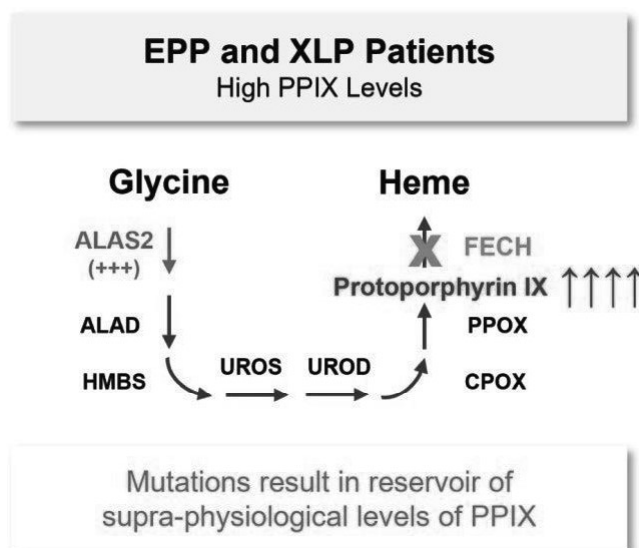 EPP and XLP Patients
High PPIX Levels
Glycine
Heme
ALAS2
(+++)
X
FECH
Protoporphyrin IX ↑↑↑↑
ALAD
PPOX
HMBS
UROS
UROD
CPOX
Mutations result in reservoir of
supra-physiological levels of PPIX